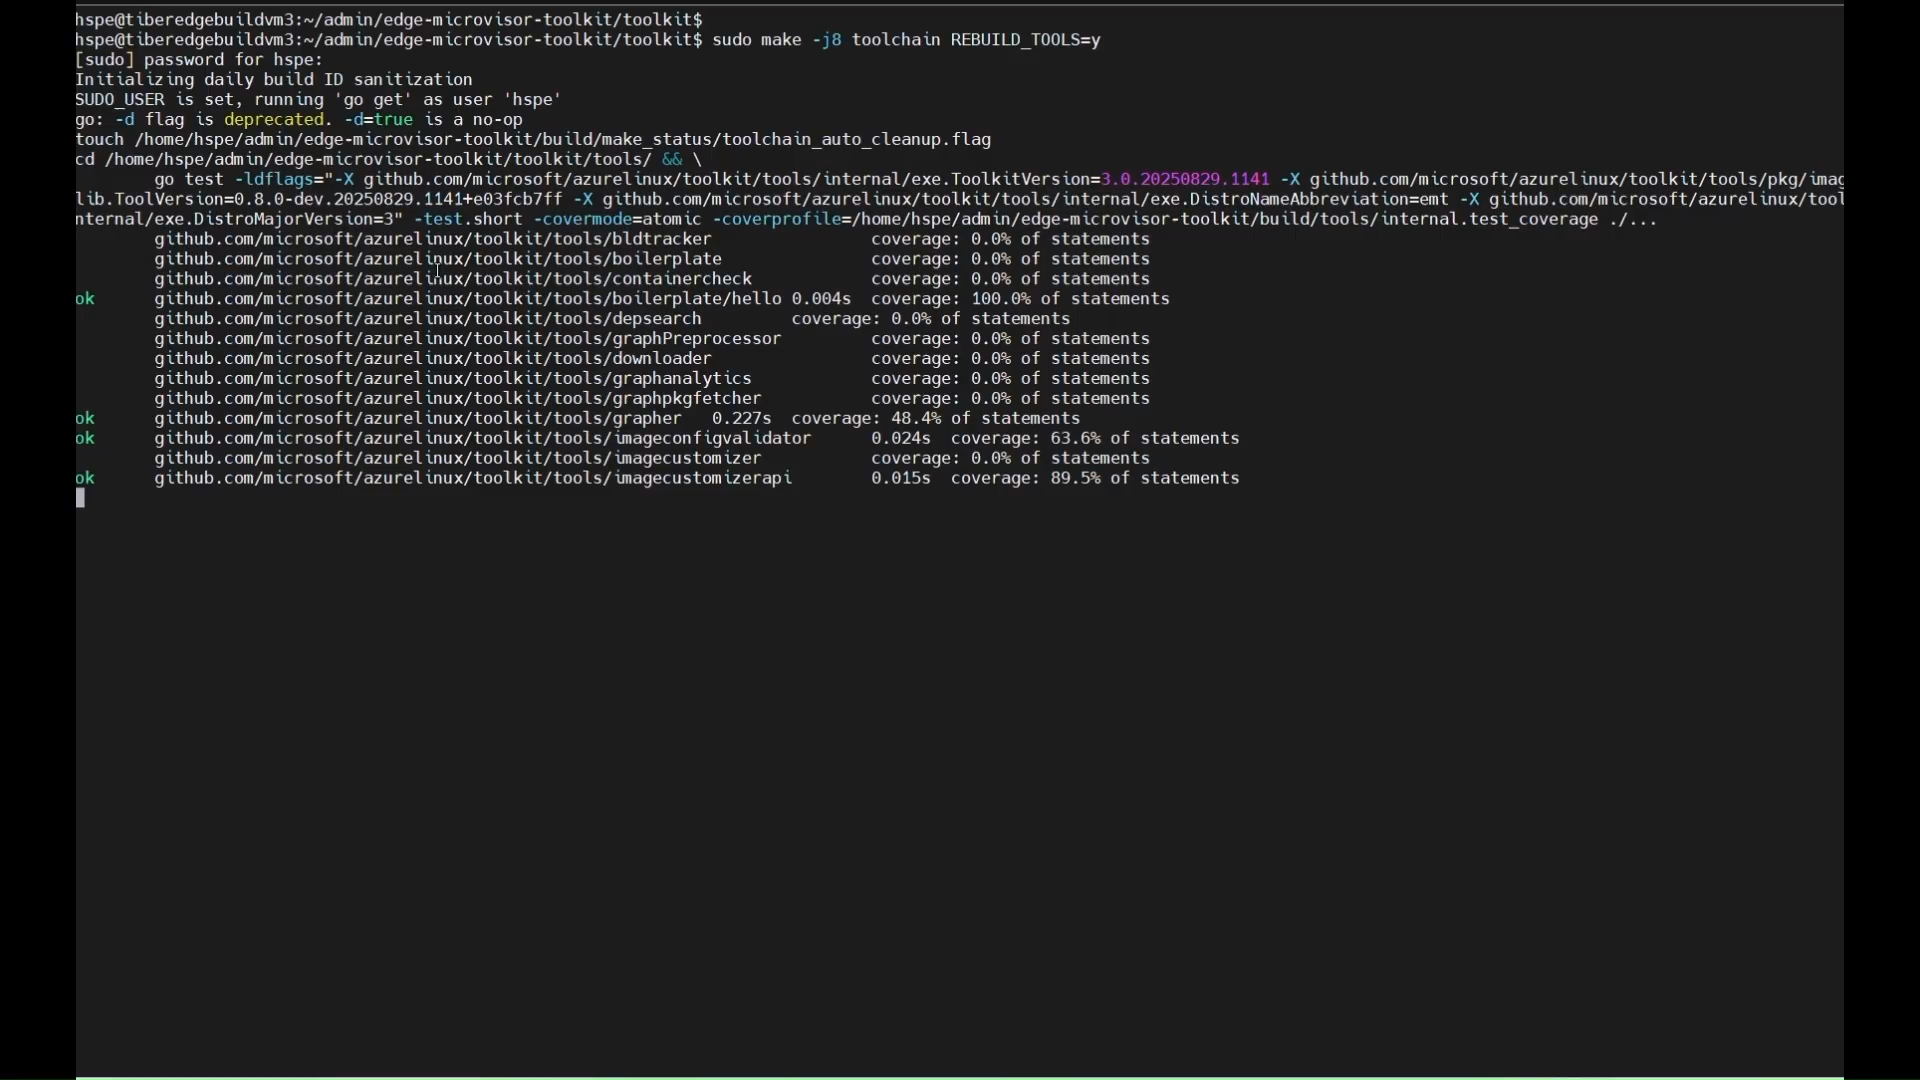 hspe@tiberedgebuildvm3:~/admin/edge-microvisor-toolkit/toolkit$
hspe@tiberedgebuildvm3:~/admin/edge-microvisor-toolkit/toolkit$ sudo make -j8 toolchain REBUILD_TOOLS=y
[sudo] password for hspe:
Initializing daily build ID sanitization
SUDO_USER is set, running 'go get' as user 'hspe'
go: -d flag is deprecated. -d=true is a no-op
touch /home/hspe/admin/edge-microvisor-toolkit/build/make_status/toolchain_auto_cleanup.flag
cd /home/hspe/admin/edge-microvisor-toolkit/toolkit/tools/ && \
go test -ldflags="-X github.com/microsoft/azurelinux/toolkit/tools/internal/exe.ToolkitVersion=3.0.20250829.1141 -X github.com/microsoft/azurelinux/toolkit/tools/pkg/imag
lib.ToolVersion=0.8.0-dev.20250829.1141+e03fcb7ff -X github.com/microsoft/azurelinux/toolkit/tools/internal/exe.DistroNameAbbreviation=emt -X github.com/microsoft/azurelinux/tool
nternal/exe.DistroMajorVersion=3" -test.short -covermode=atomic -coverprofile=/home/hspe/admin/edge-microvisor-toolkit/build/tools/internal.test_coverage ./...
github.com/microsoft/azurelinux/toolkit/tools/bldtracker coverage: 0.0% of statements
github.com/microsoft/azurelinux/toolkit/tools/boilerplate coverage: 0.0% of statements
github.com/microsoft/azurelinux/toolkit/tools/containercheck coverage: 0.0% of statements
ok github.com/microsoft/azurelinux/toolkit/tools/boilerplate/hello 0.004s coverage: 100.0% of statements
github.com/microsoft/azurelinux/toolkit/tools/depsearch coverage: 0.0% of statements
github.com/microsoft/azurelinux/toolkit/tools/graphPreprocessor coverage: 0.0% of statements
github.com/microsoft/azurelinux/toolkit/tools/downloader coverage: 0.0% of statements
github.com/microsoft/azurelinux/toolkit/tools/graphanalytics coverage: 0.0% of statements
github.com/microsoft/azurelinux/toolkit/tools/graphpkgfetcher coverage: 0.0% of statements
ok github.com/microsoft/azurelinux/toolkit/tools/grapher 0.227s coverage: 48.4% of statements
ok github.com/microsoft/azurelinux/toolkit/tools/imageconfigvalidator 0.024s coverage: 63.6% of statements
github.com/microsoft/azurelinux/toolkit/tools/imagecustomizer coverage: 0.0% of statements
ok github.com/microsoft/azurelinux/toolkit/tools/imagecustomizerapi 0.015s coverage: 89.5% of statements